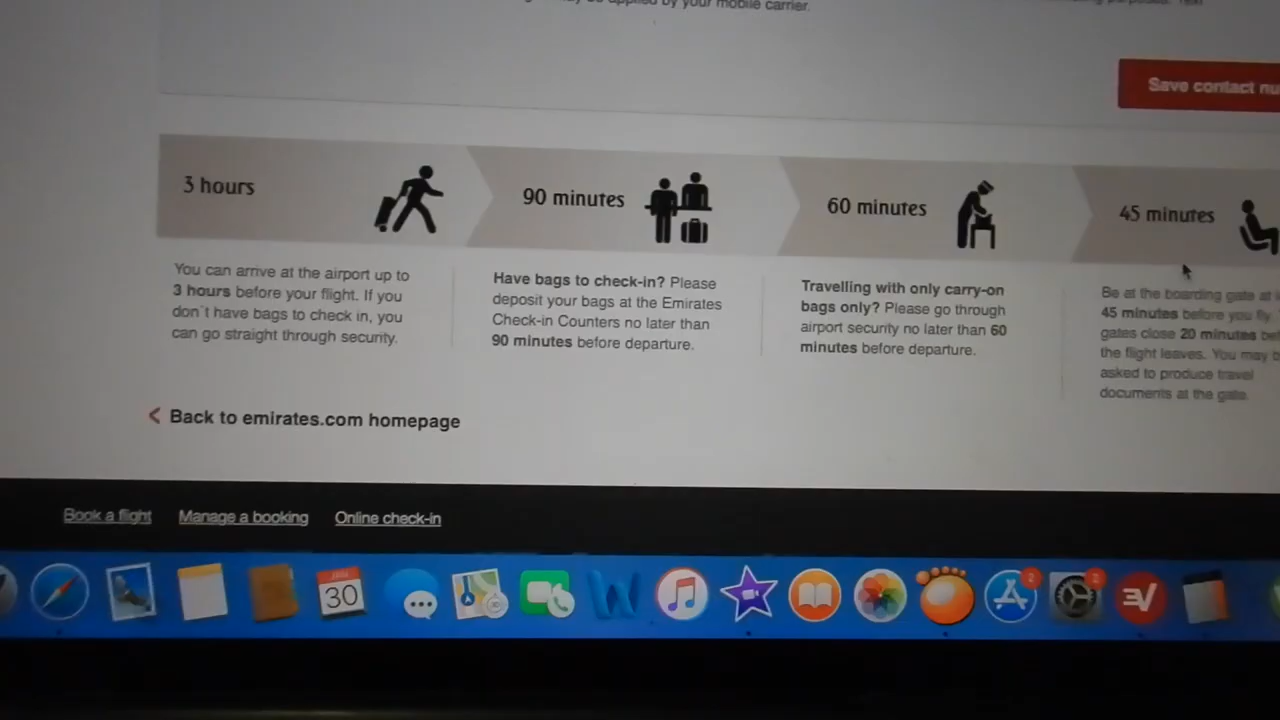 applied by your mobile carrier.
Save contact
3 hours
90 minutes
60 minutes
45 minutes
You can arrive at the airport up to
3 hours before your flight. If you
don`t have bags to check in, you
can go straight through security.
Have bags to check-in? Please
deposit your bags at the Emirates
Check-in Counters no later than
90 minutes before departure.
Travelling with only carry-on
bags only? Please go through
airport security no later than 60
minutes before departure.
Be at the boarding gate at
45 minutes before you fly
gates close 20 minutes
the flight leaves. You may
asked to produce travel
documents at the gate.
Back to emirates.com homepage
Book a flight Manage a booking Online check-in
30
2